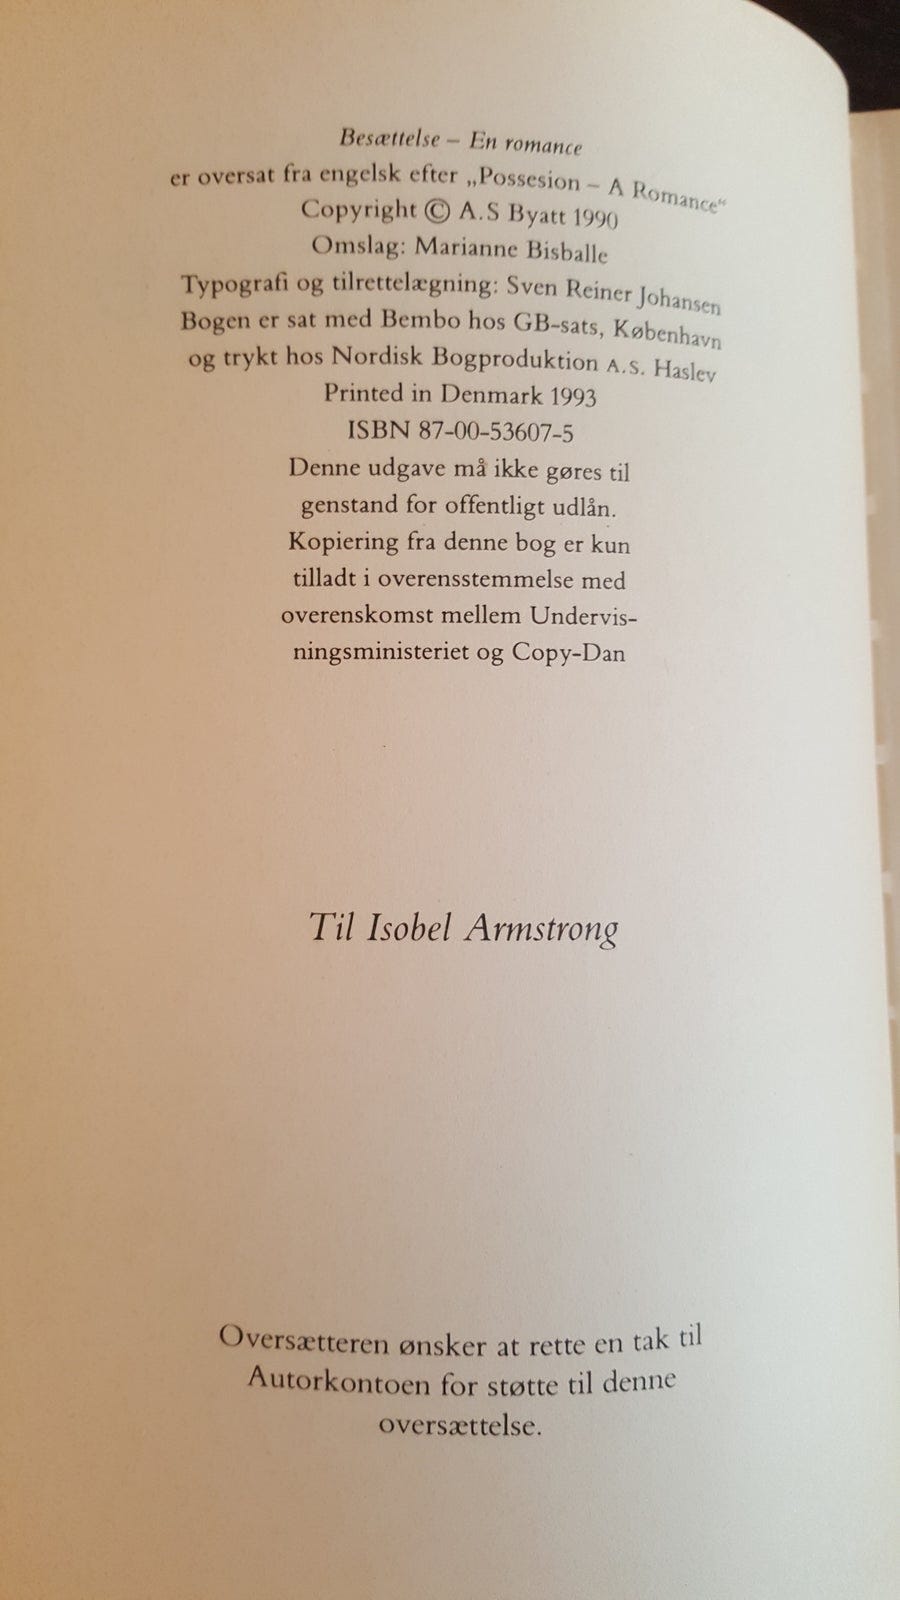 Besættelse – En romance
er oversat fra engelsk efter „Possesion – A Romance“
Copyright © A.S Byatt 1990
Omslag: Marianne Bisballe
Typografi og tilrettelægning: Sven Reiner Johansen
Bogen er sat med Bembo hos GB-sats, København
og trykt hos Nordisk Bogproduktion A.S. Haslev
Printed in Denmark 1993
ISBN 87-00-53607-5
Denne udgave må ikke gøres til
genstand for offentligt udlån.
Kopiering fra denne bog er kun
tilladt i overensstemmelse med
overenskomst mellem Undervis-
ningsministeriet og Copy-Dan
Til Isobel Armstrong
Oversætteren ønsker at rette en tak til
Autorkontoen for støtte til denne
oversættelse.